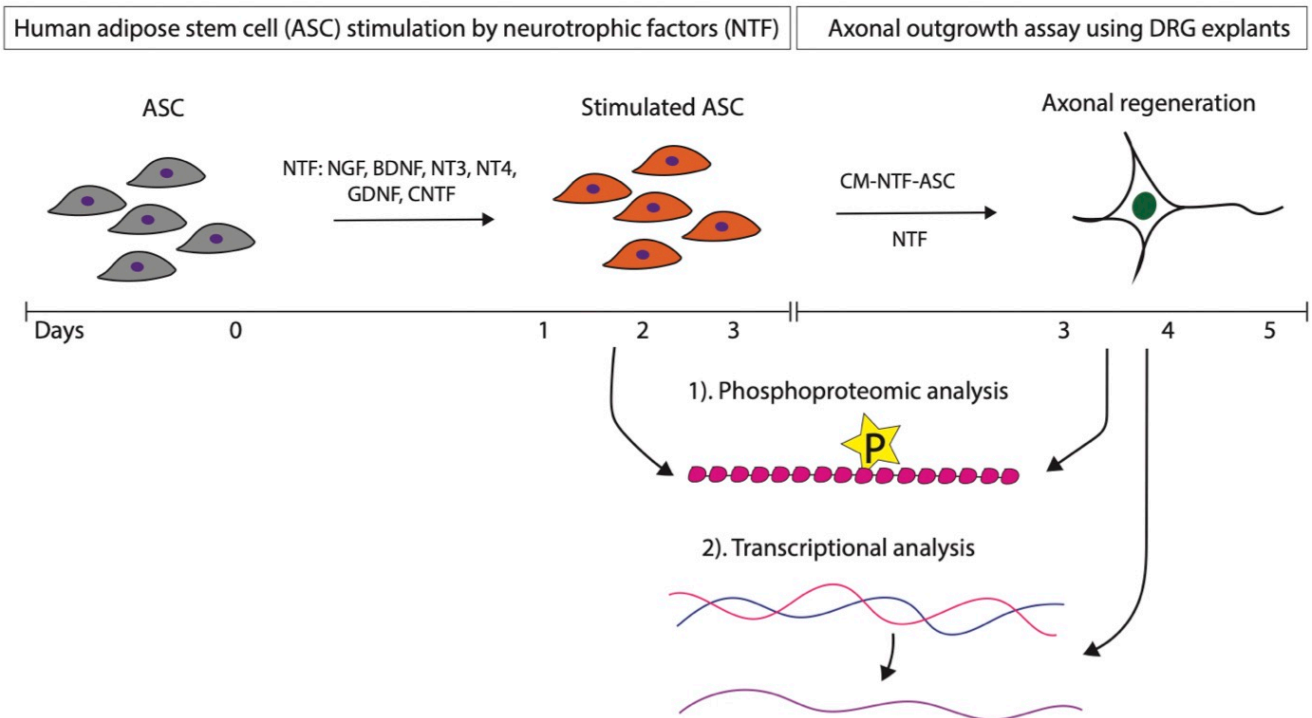 Human adipose stem cell (ASC) stimulation by neurotrophic factors (NTF)
Axonal outgrowth assay using DRG explants
ASC
NTF: NGF, BDNF, NT3, NT4,
GDNF, CNTF
Stimulated ASC
CM-NTF-ASC
NTF
Axonal regeneration
Days 0 1 2 3 3 4 5
1). Phosphoproteomic analysis
P
2). Transcriptional analysis